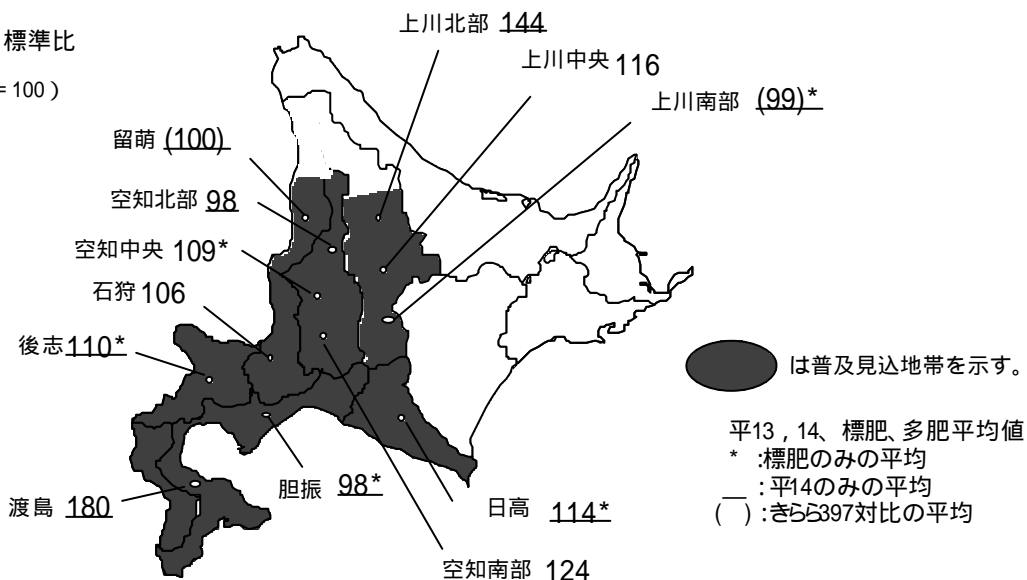 標準比
= 100 )
上川北部 144
上川中央 116
上川南部 (99)*
留萌 (100)
空知北部 98
空知中央 109*
石狩 106
後志 110*
渡島 180
胆振 98*
日高 114*
空知南部 124
は普及見込地帯を示す。
平13 , 14、標肥、多肥平均値
* :標肥のみの平均
__ : 平14のみの平均
( ) :きらら397対比の平均